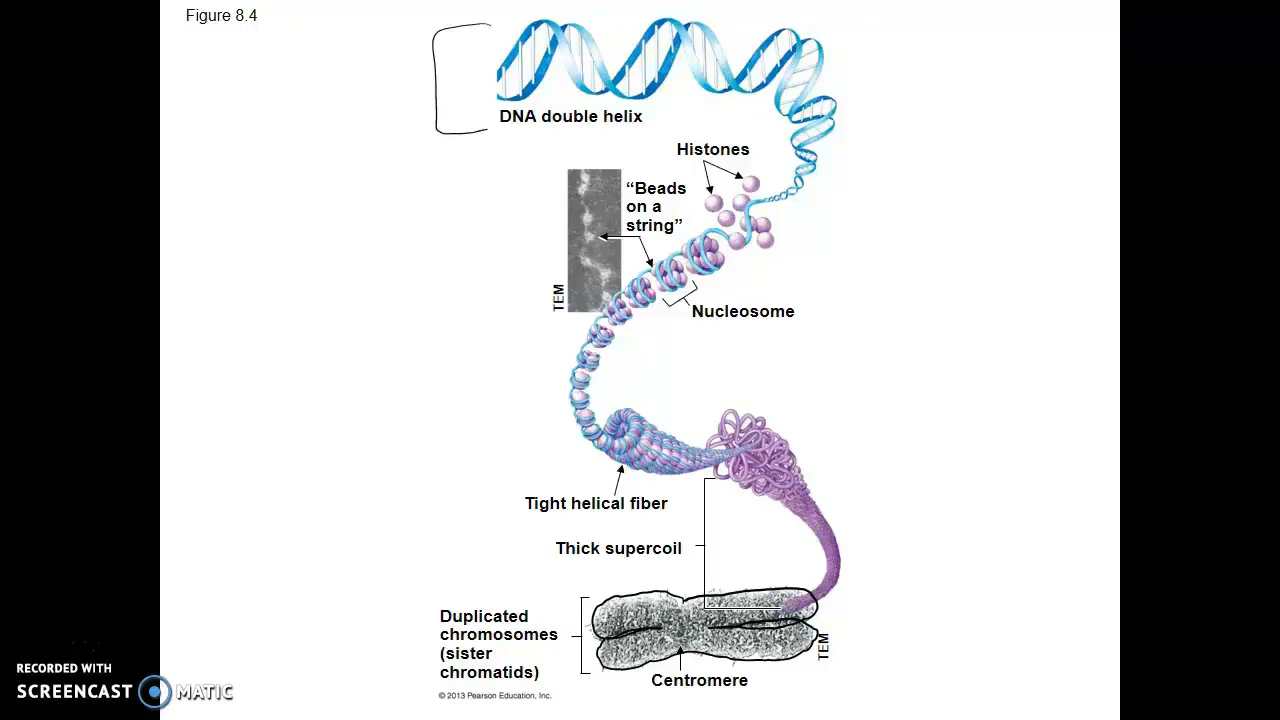 Figure 8.4
DNA double helix
Histones
“Beads
on a
string”
TEM
Nucleosome
Tight helical fiber
Thick supercoil
Duplicated
chromosomes
(sister
chromatids)
TEM
Centromere
© 2013 Pearson Education, Inc.
RECORDED WITH
SCREENCAST MATIC